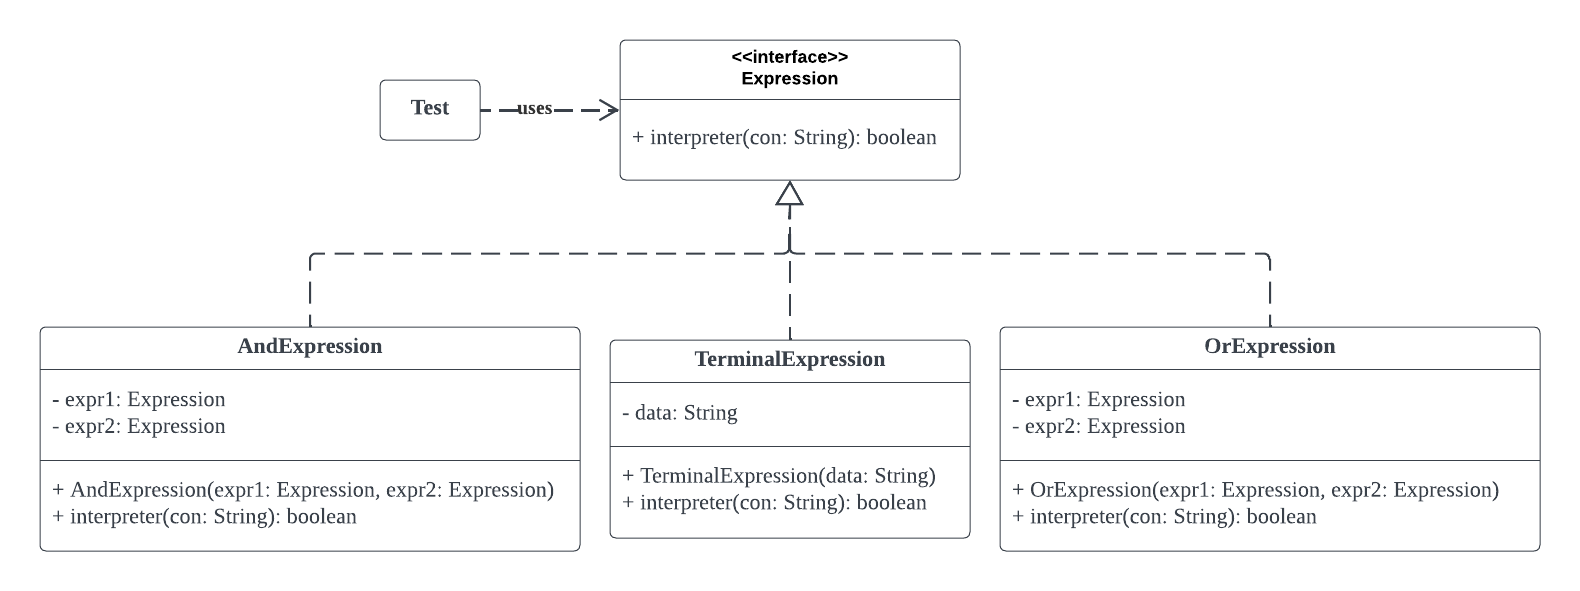 <<interface>>
Expression
Test
uses
+ interpreter(con: String): boolean
AndExpression
- expr1: Expression
- expr2: Expression
+ AndExpression(expr1: Expression, expr2: Expression)
+ interpreter(con: String): boolean
TerminalExpression
- data: String
+ TerminalExpression(data: String)
+ interpreter(con: String): boolean
OrExpression
- expr1: Expression
- expr2: Expression
+ OrExpression(expr1: Expression, expr2: Expression)
+ interpreter(con: String): boolean